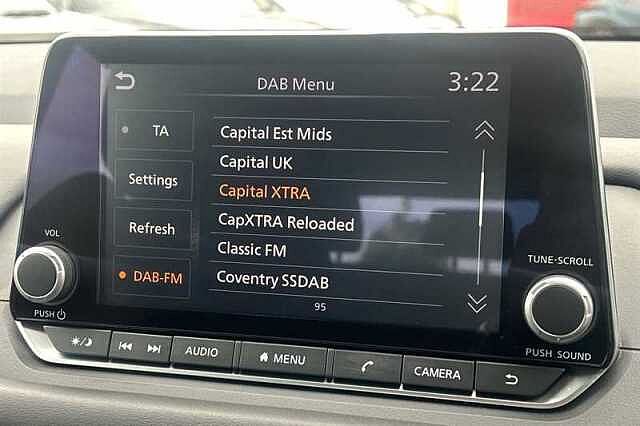 DAB Menu
3:22
TA
Settings
Refresh
DAB-FM
Capital Est Mids
Capital UK
Capital XTRA
CapXTRA Reloaded
Classic FM
Coventry SSDAB
95
VOL
PUSH
TUNE-SCROLL
PUSH SOUND
AUDIO
MENU
CAMERA